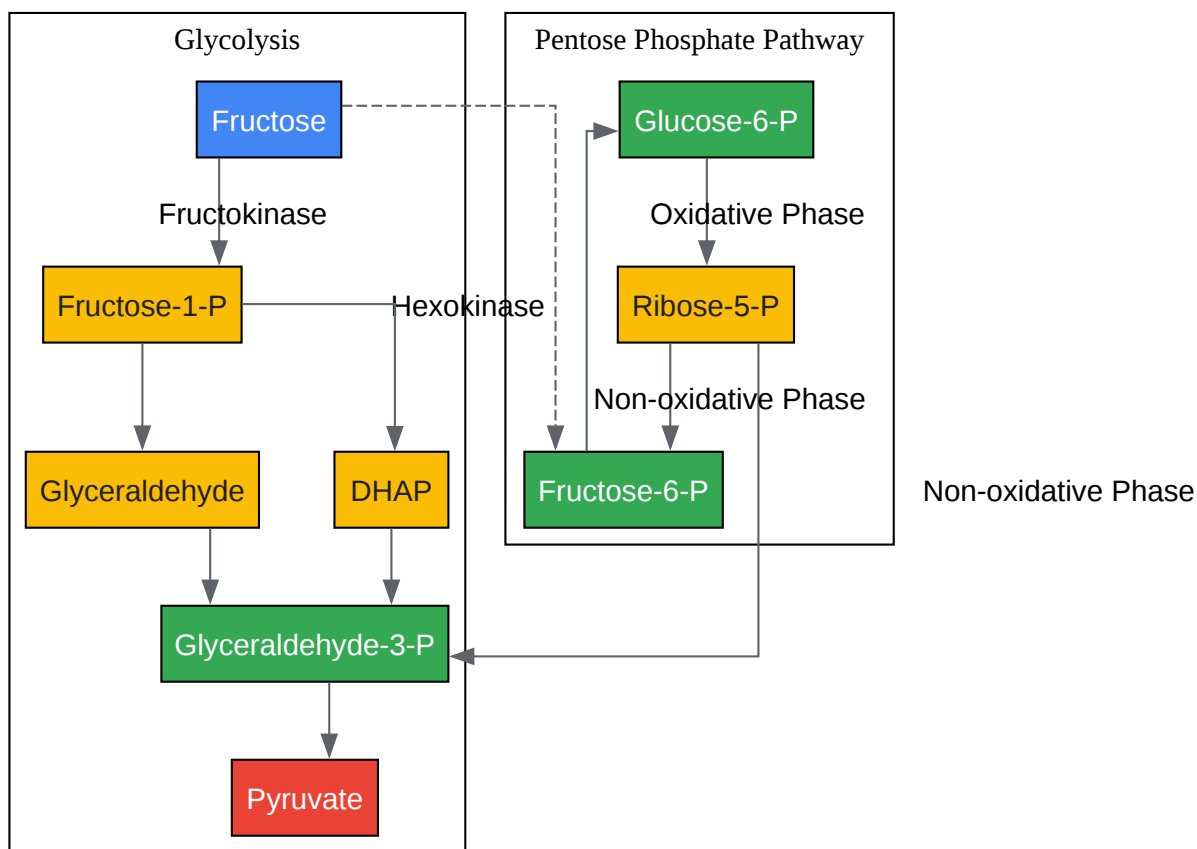 Glycolysis
Pentose Phosphate Pathway
Fructose
Glucose-6-P
Fructokinase
Oxidative Phase
Fructose-1-P
Hexokinase
Ribose-5-P
Non-oxidative Phase
Glyceraldehyde
DHAP
Fructose-6-P
Non-oxidative Phase
Glyceraldehyde-3-P
Pyruvate